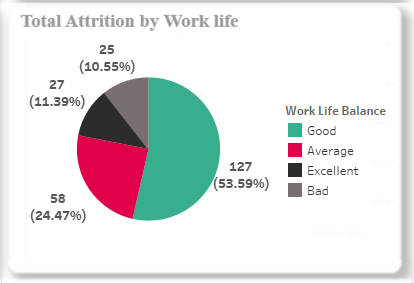 Total Attrition by Work life
25
(10.55%)
27
(11.39%)
Work Life Balance
Good
Average
Excellent
Bad
127
(53.59%)
58
(24.47%)